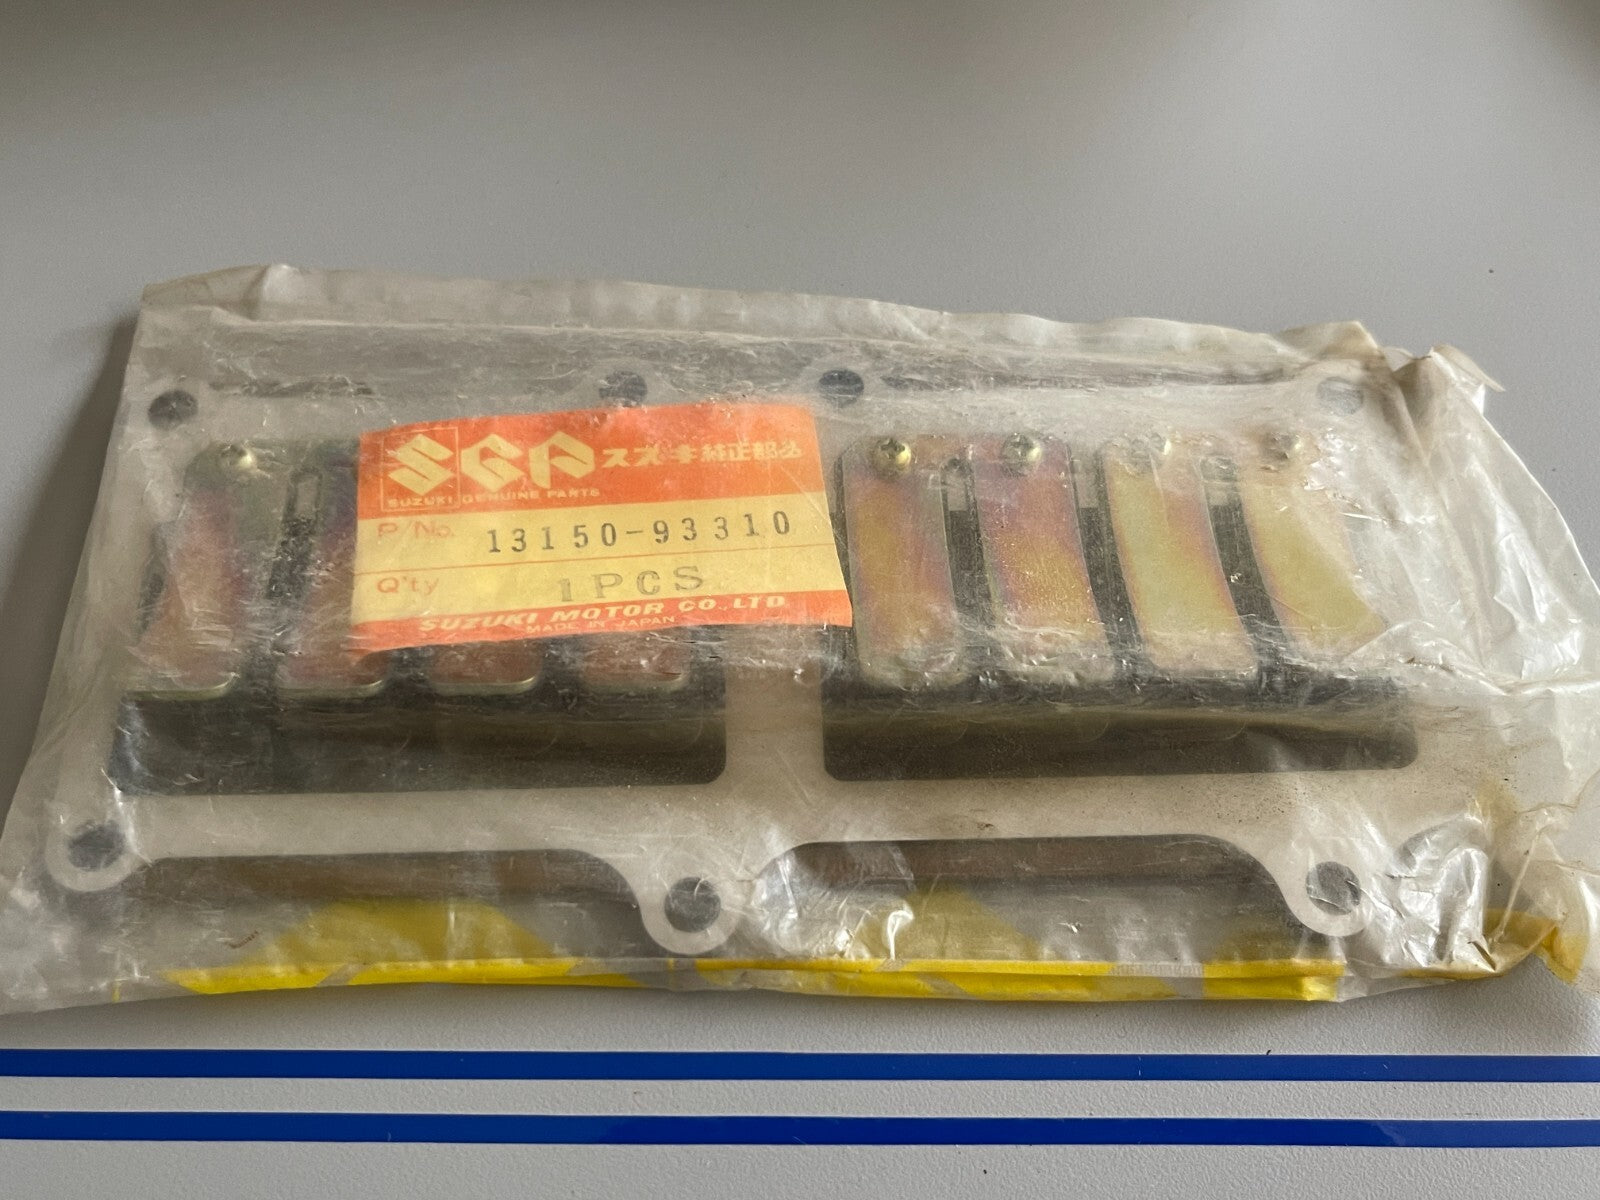 SGP スズキ純正部品
SUZUKI GENUINE PARTS
P/No. 13150-93310
Q'ty 1PCS
SUZUKI MOTOR CO., LTD
MADE IN JAPAN